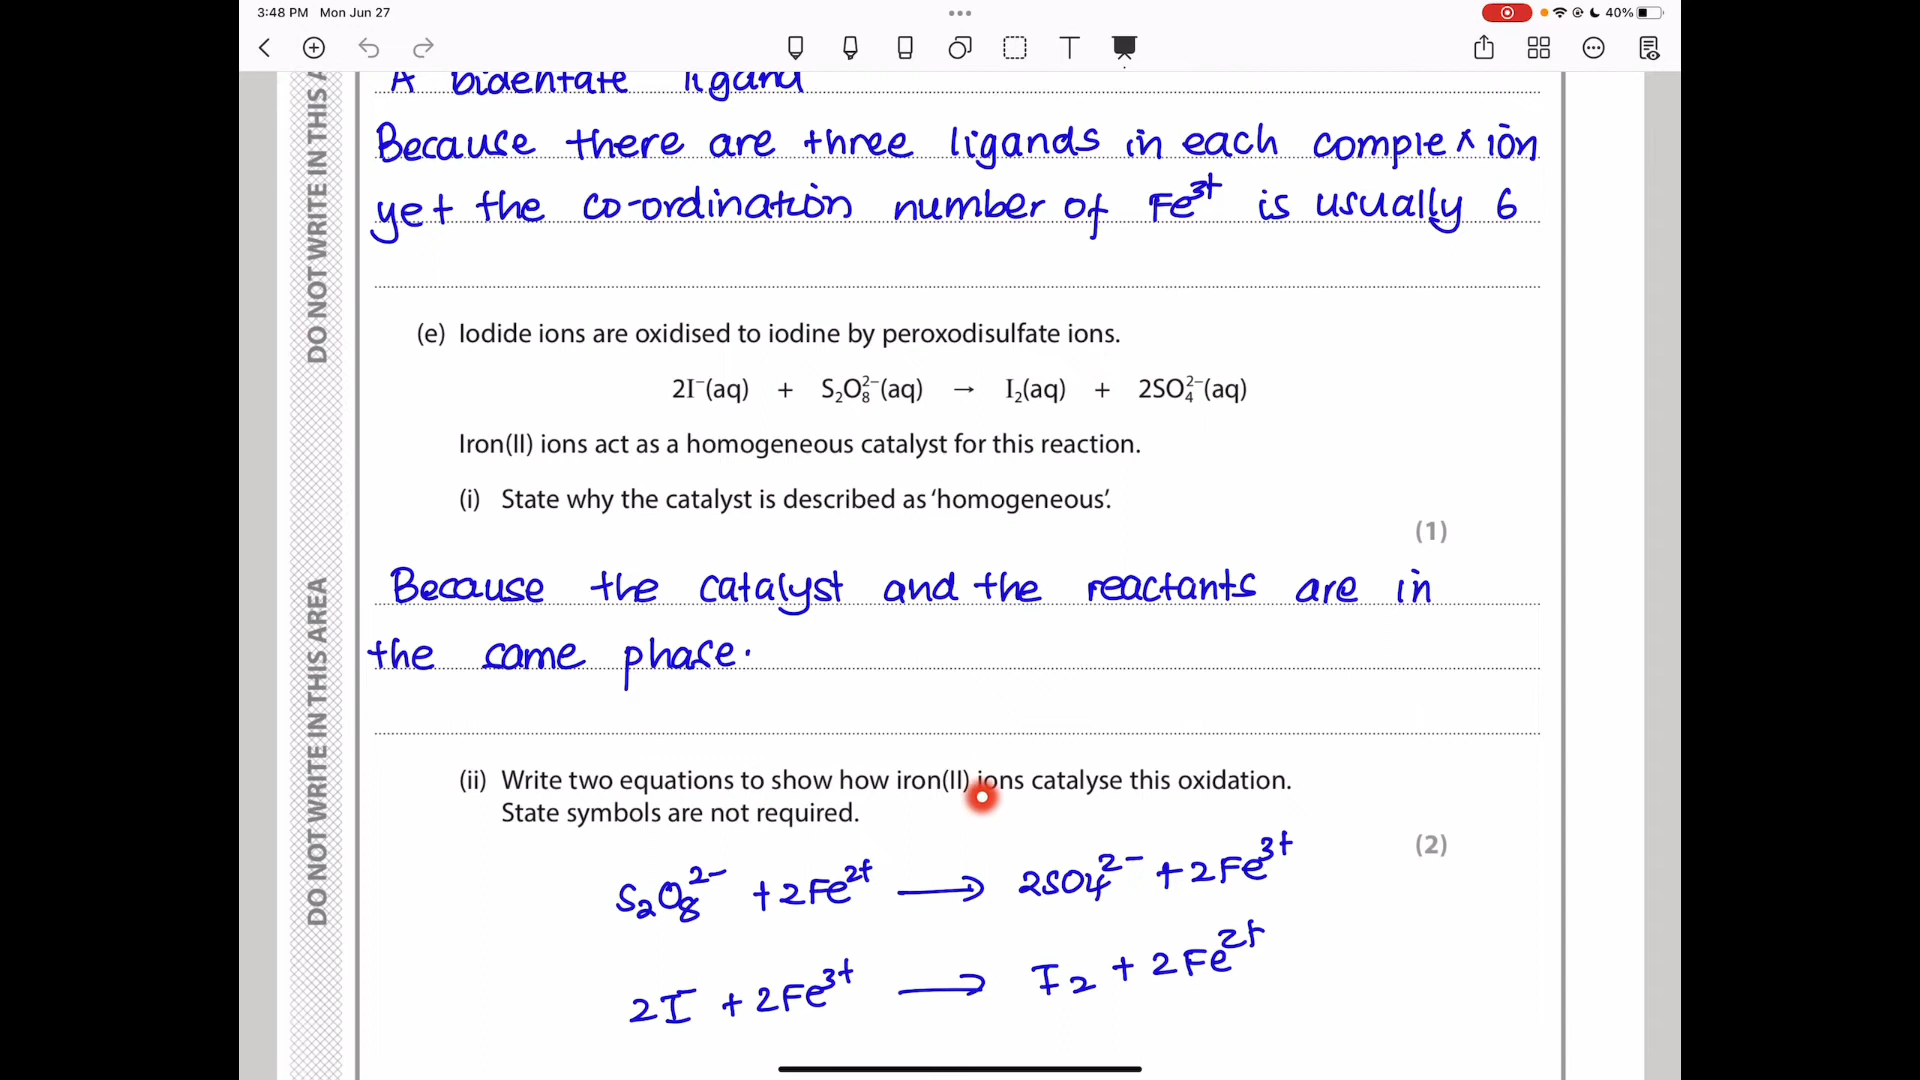 3:48 PM Mon Jun 27
40%
A bidentate ligand
Because there are three ligands in each complex ion
yet the co-ordination number of Fe³⁺ is usually 6
(e) Iodide ions are oxidised to iodine by peroxodisulfate ions.
2I⁻(aq) + S₂O₈²⁻(aq) → I₂(aq) + 2SO₄²⁻(aq)
Iron(II) ions act as a homogeneous catalyst for this reaction.
(i) State why the catalyst is described as ‘homogeneous’.
(1)
Because the catalyst and the reactants are in
the same phase.
(ii) Write two equations to show how iron(II) ions catalyse this oxidation.
State symbols are not required.
(2)
S₂O₈²⁻ + 2Fe²⁺ ⟶ 2SO₄²⁻ + 2Fe³⁺
2I + 2Fe³⁺ ⟶ I₂ + 2Fe²⁺
DO NOT WRITE IN THIS A
DO NOT WRITE IN THIS AREA